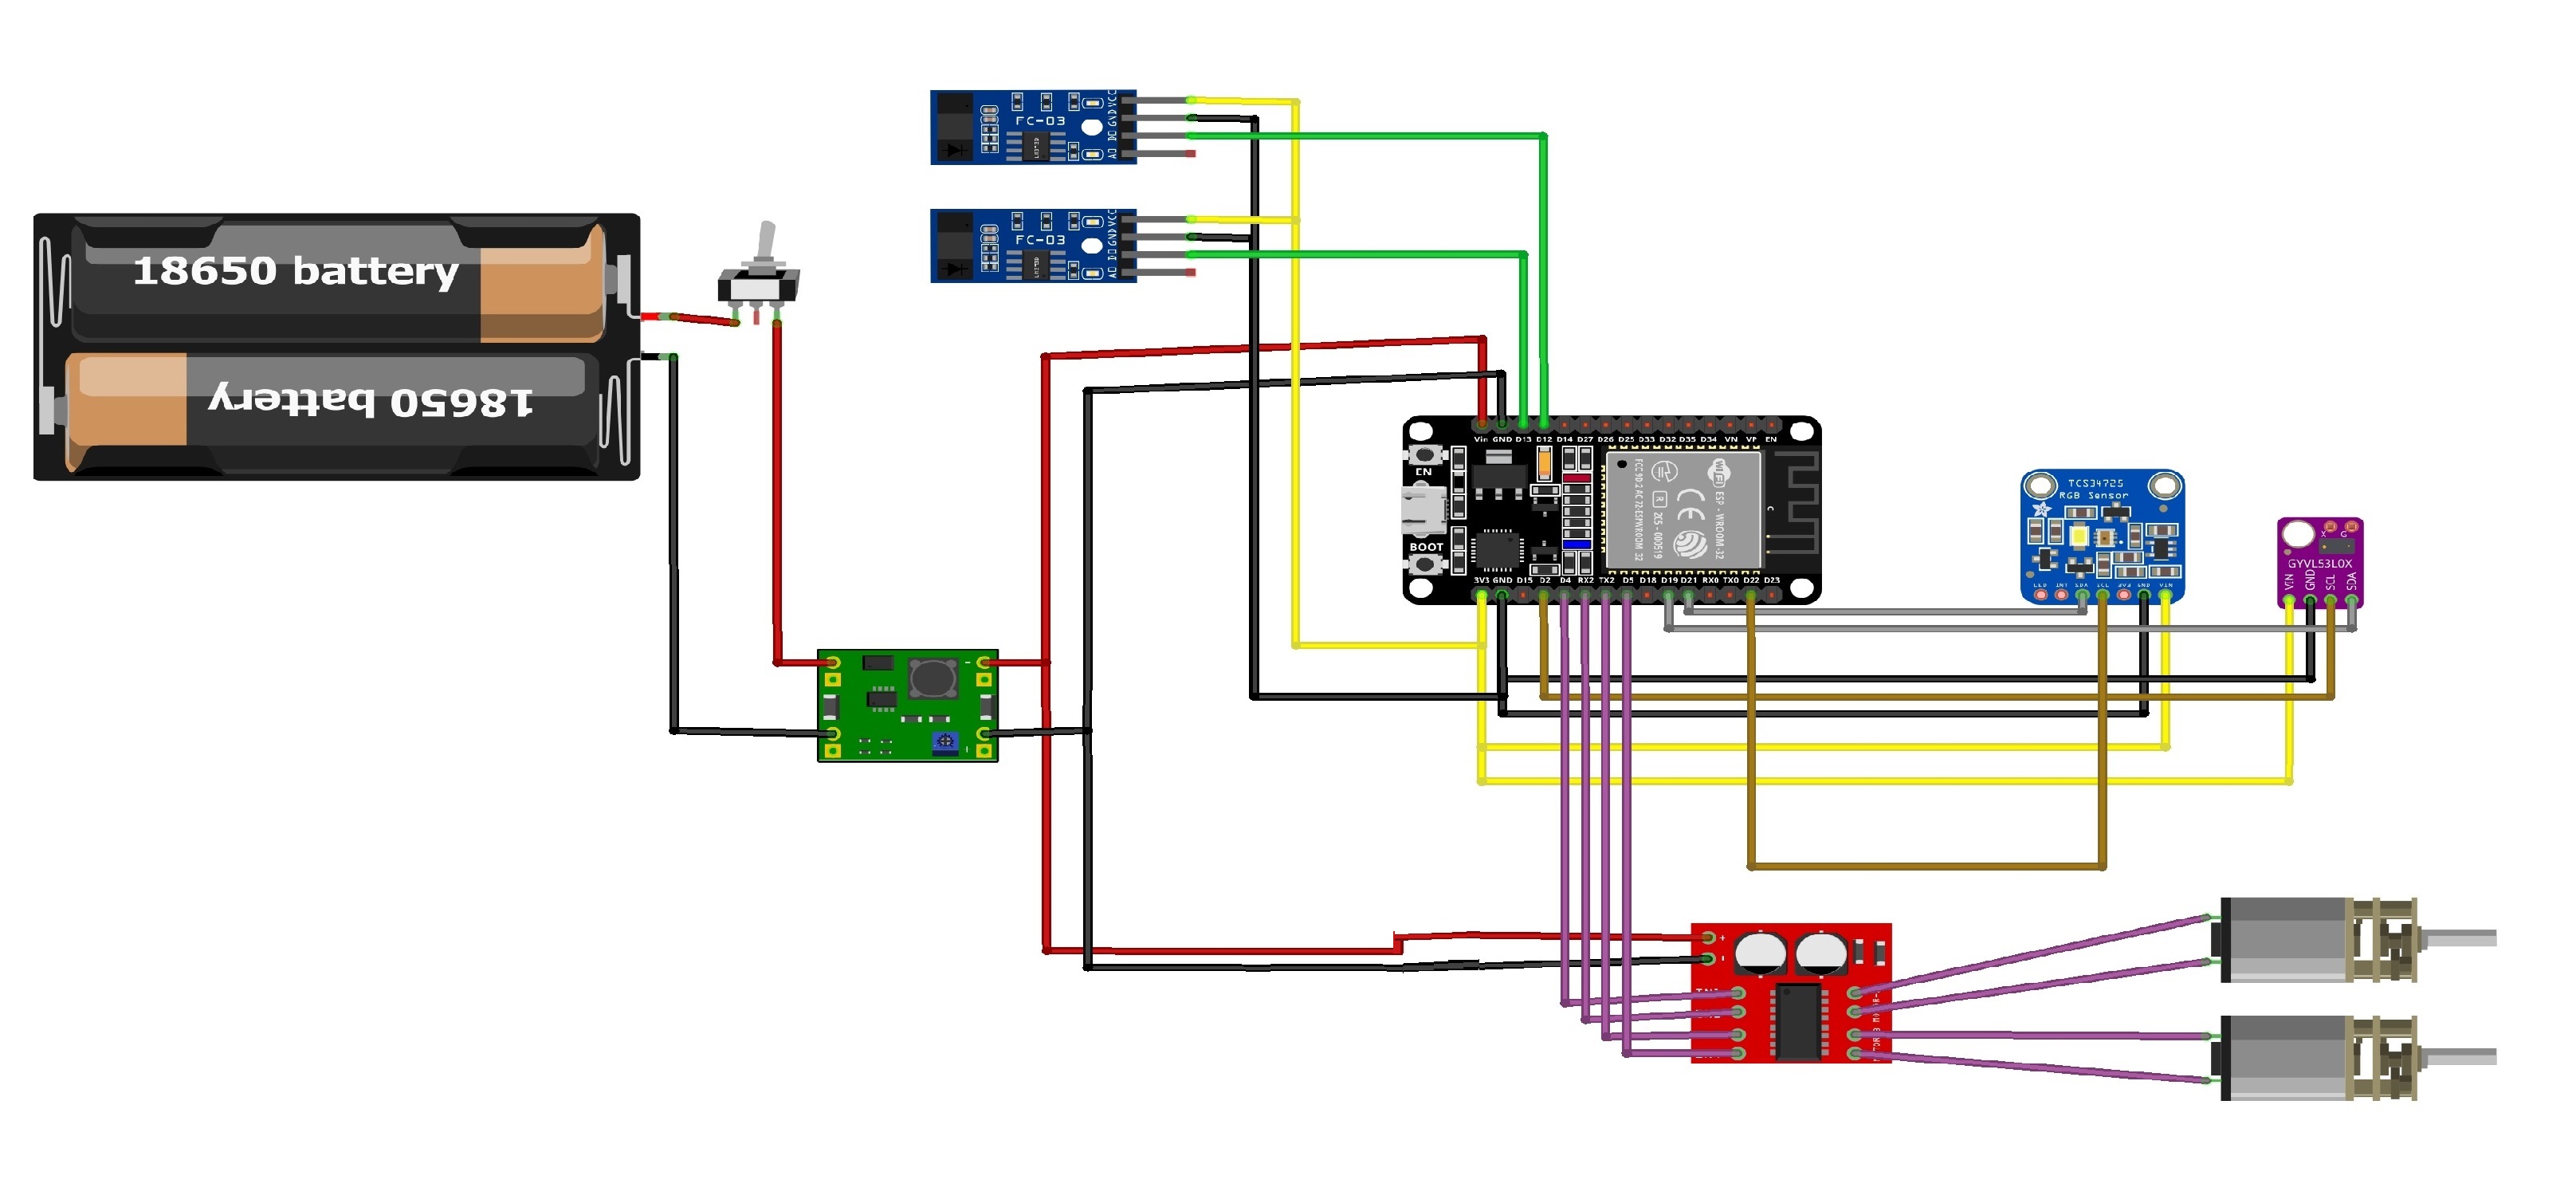 18650 battery
18650 battery
VCC
GND
DO
AO
FC-03
VCC
GND
DO
AO
FC-03
Vin GND D13 D12 D14 D27 D26 D25 D33 D32 D35 D34 VN VP EN
EN
BOOT
WiFi
ESP-WROOM-32
CE
R
3V3 GND D15 D2 D4 RX2 TX2 D5 D18 D19 D21 RX0 TX0 D22 D23
TCS34725
RGB Sensor
LED INT SDA SCL 3V3 GND VIN
X G
GYVL53L0X
VIN
GND
SCL
SDA
-
+
-